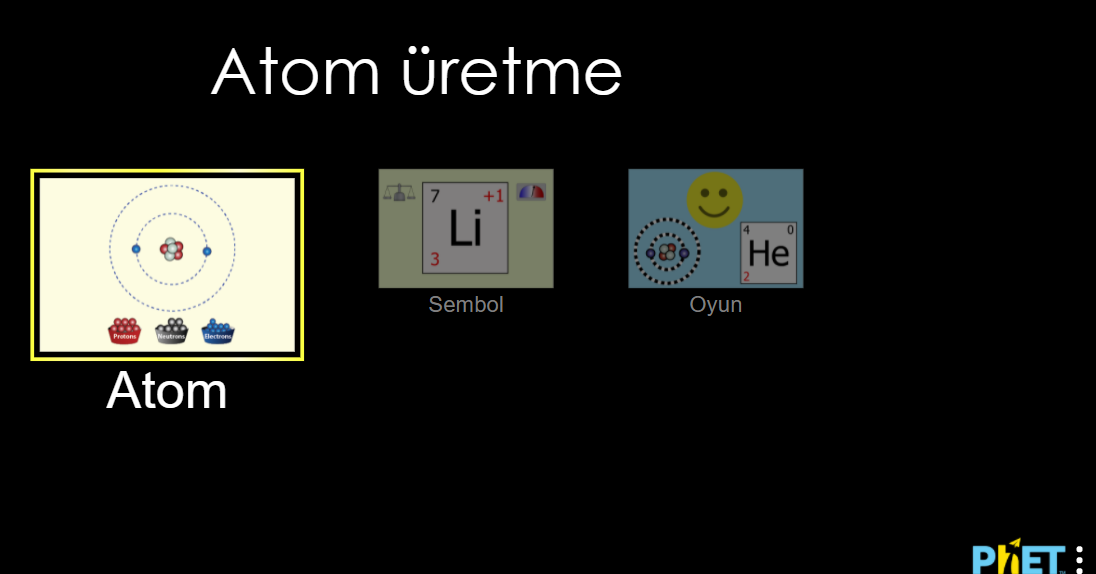 Atom üretme
7 +1
Li
3
4 0
He
2
Protons Neutrons Electrons
Atom
Sembol
Oyun
PhET